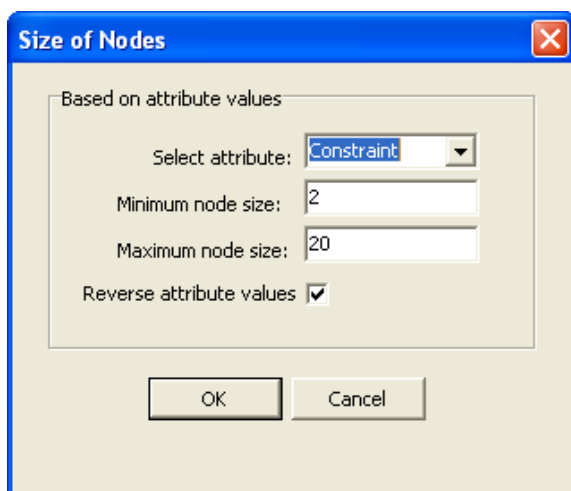 Size of Nodes
Based on attribute values
Select attribute: Constraint
Minimum node size: 2
Maximum node size: 20
Reverse attribute values
OK Cancel